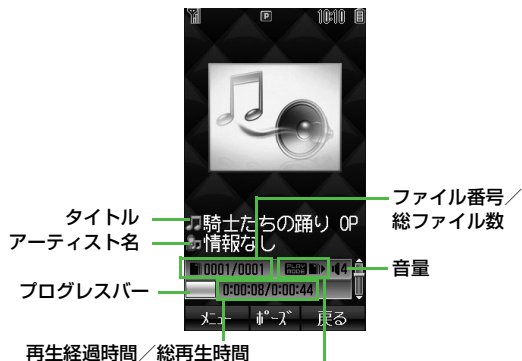 10:10
ファイル番号／
総ファイル数
タイトル
騎士たちの踊り OP
アーティスト名
情報なし
0001/0001
PLAY MODE
4
音量
プログレスバー
0:00:08/0:00:44
メニュー ポーズ 戻る
再生経過時間／総再生時間